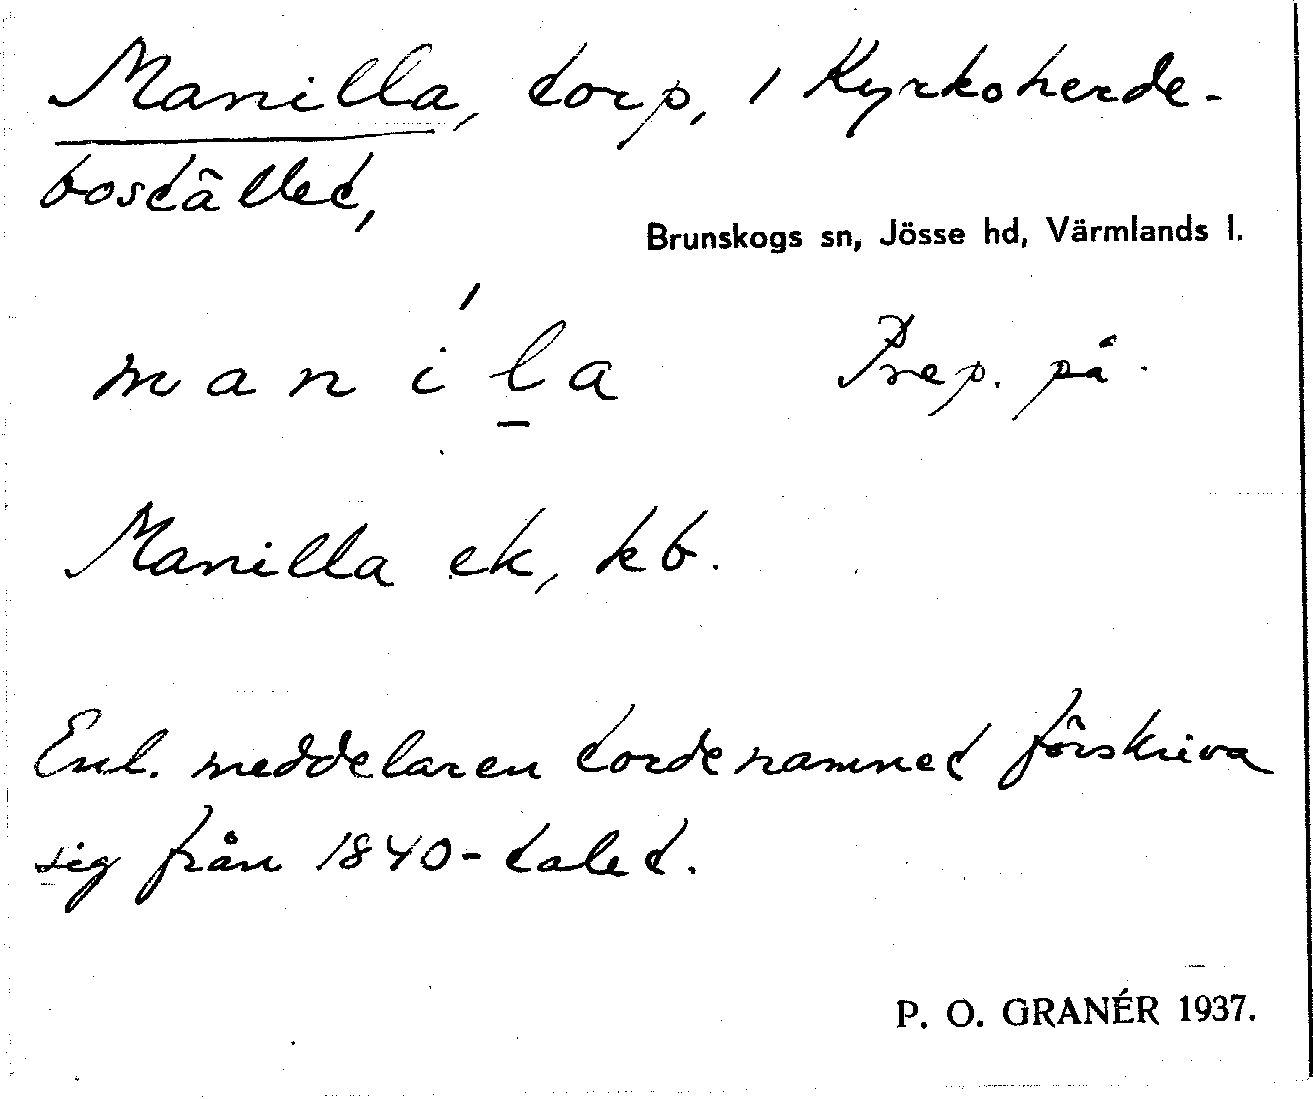 Manilla, torp, i Kyrkoherde-
bostället,
Brunskogs sn, Jösse hd, Värmlands l.
maníl̲a Prep. på.
Manilla ek, kb.
Enl. meddelaren torde namnet förskriva
sig från 1840-talet.
P. O. GRANÉR 1937.